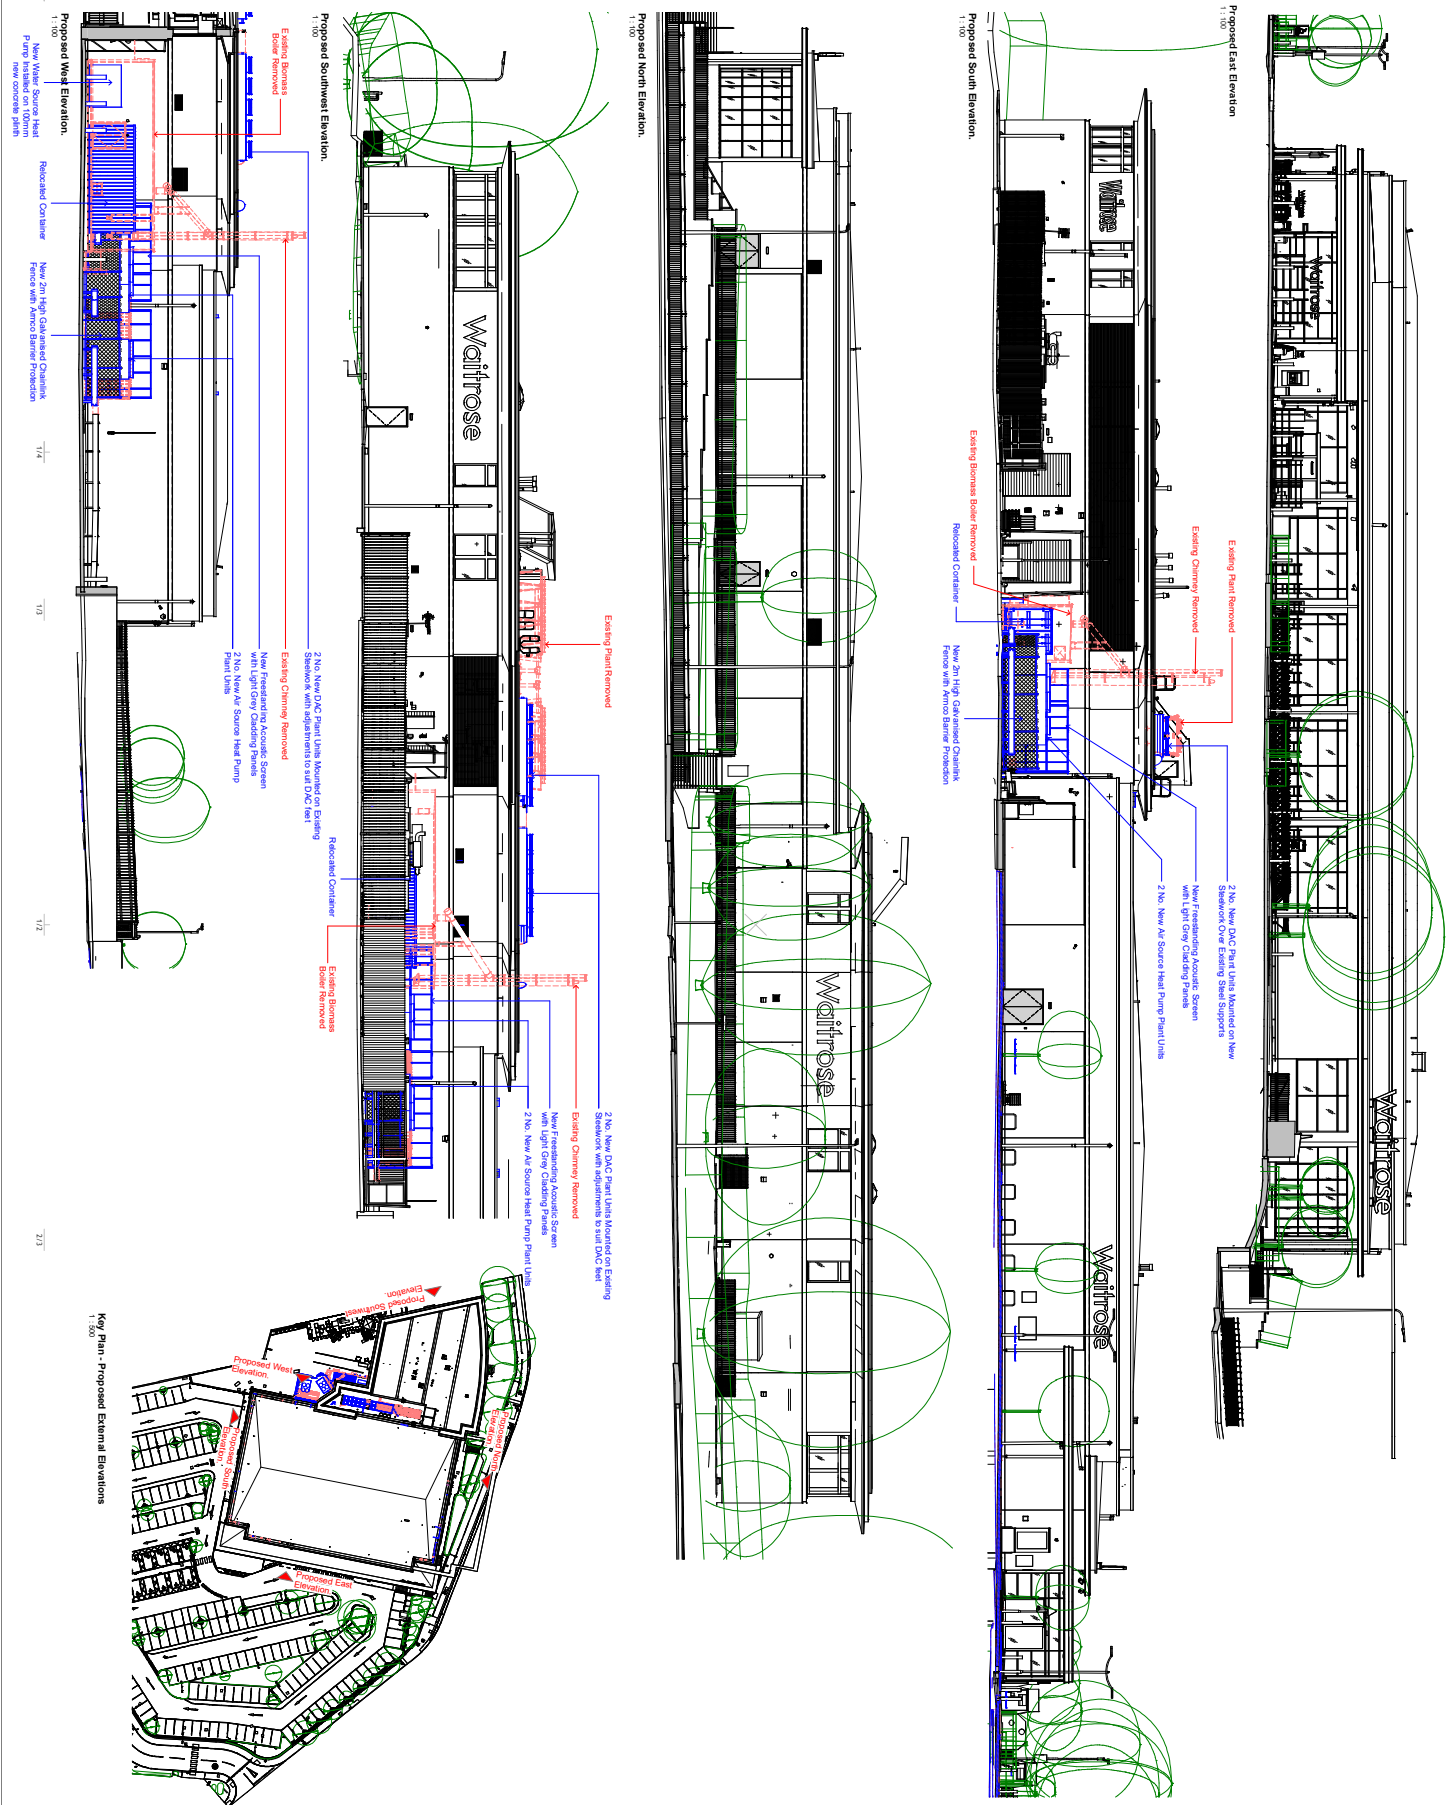 Proposed East Elevation
1 : 100
Waitrose
Waitrose
Waitrose
Existing Plant Removed
Existing Chimney Removed
2 No. New DAC Plant Units Mounted on New
Steelwork Over Existing Steel Supports
New Freestanding Acoustic Screen
with Light Grey Cladding Panels
2 No. New Air Source Heat Pump Plant Units
Waitrose
Waitrose
Existing Biomass Boiler Removed
Relocated Container
New 2m High Galvanised Chainlink
Fence with Armco Barrier Protection
Proposed South Elevation.
1 : 100
Waitrose
Proposed North Elevation.
1 : 100
Existing Plant Removed
2 No. New DAC Plant Units Mounted on Existing
Steelwork with adjustments to suit DAC feet
Existing Chimney Removed
New Freestanding Acoustic Screen
with Light Grey Cladding Panels
2 No. New Air Source Heat Pump Plant Units
Waitrose
Relocated Container
Existing Biomass
Boiler Removed
Proposed Southwest Elevation.
1 : 100
Existing Biomass
Boiler Removed
2 No. New DAC Plant Units Mounted on Existing
Steelwork with adjustments to suit DAC feet
Existing Chimney Removed
New Freestanding Acoustic Screen
with Light Grey Cladding Panels
2 No. New Air Source Heat Pump
Plant Units
Proposed West Elevation.
1 : 100
New Water Source Heat
Pump Installed on 100mm
new concrete plinth
Relocated Container
New 2m High Galvanised Chainlink
Fence with Armco Barrier Protection
1/4
1/3
1/2
2/3
Proposed Southwest
Elevation.
Proposed West
Elevation.
Proposed North
Elevation.
Proposed South
Elevation.
Proposed East
Elevation
Key Plan - Proposed External Elevations
1 : 500